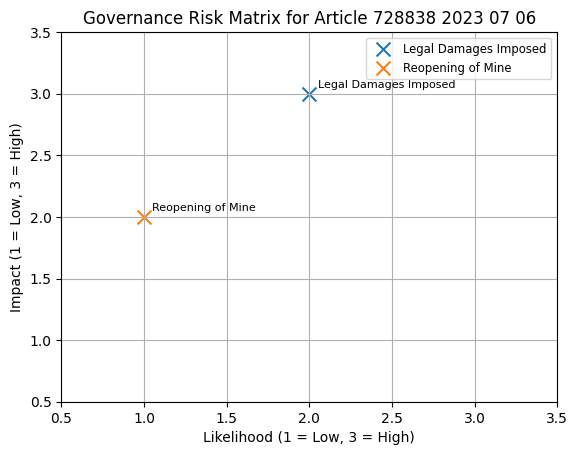 Governance Risk Matrix for Article 728838 2023 07 06
Legal Damages Imposed
Reopening of Mine
Legal Damages Imposed
Reopening of Mine
Impact (1 = Low, 3 = High)
3.5
3.0
2.5
2.0
1.5
1.0
0.5
0.5 1.0 1.5 2.0 2.5 3.0 3.5
Likelihood (1 = Low, 3 = High)